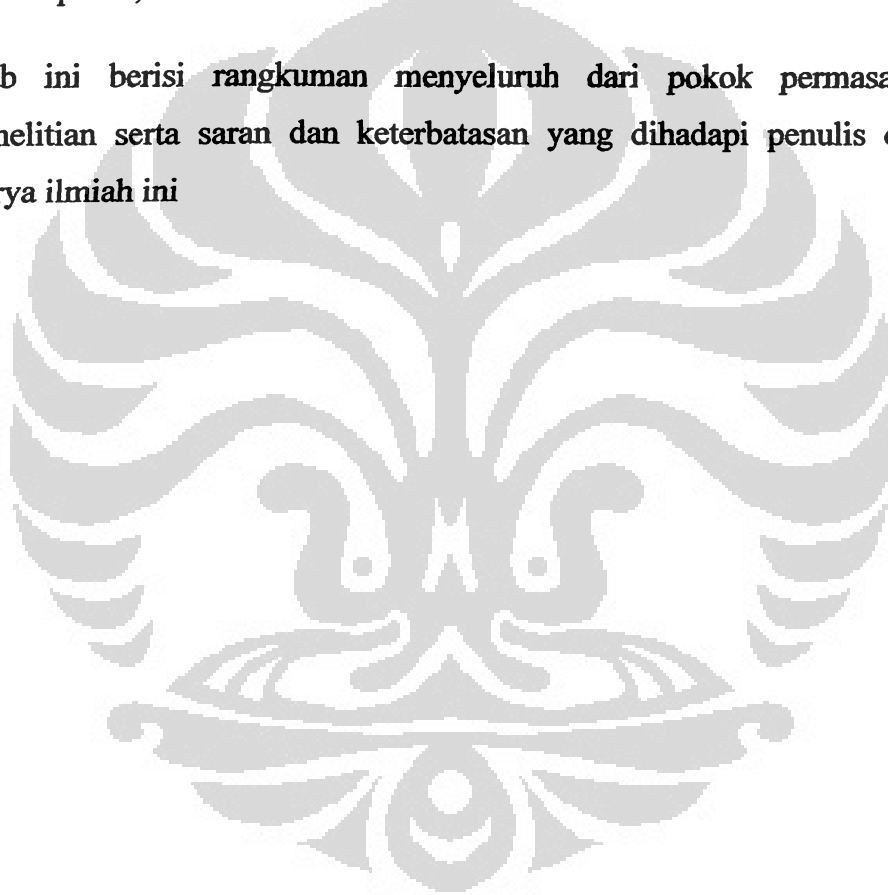 b ini berisi rangkuman menyeluruh dari pokok permasa
nelitian serta saran dan keterbatasan yang dihadapi penulis
rya ilmiah ini